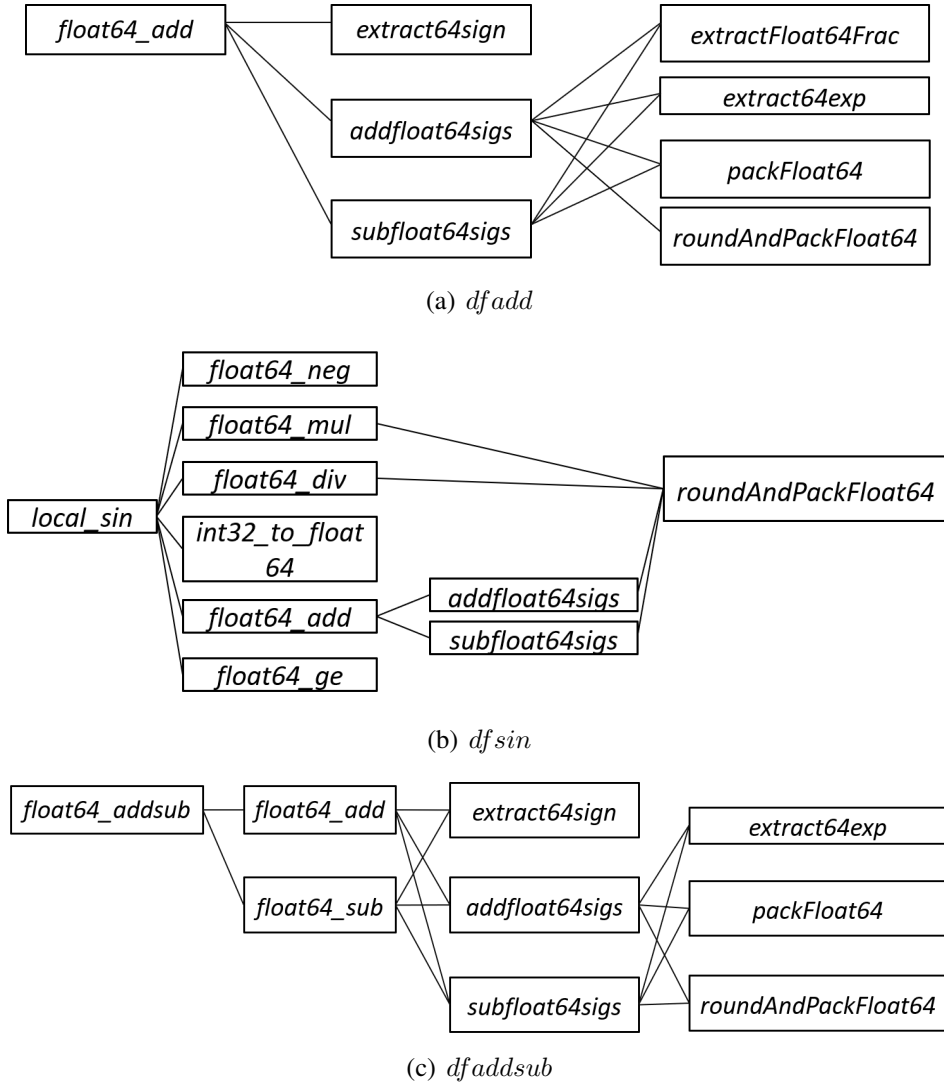 float64_add
extract64sign
addfloat64sigs
subfloat64sigs
extractFloat64Frac
extract64exp
packFloat64
roundAndPackFloat64
(a) dfadd
local_sin
float64_neg
float64_mul
float64_div
int32_to_float
64
float64_add
float64_ge
addfloat64sigs
subfloat64sigs
roundAndPackFloat64
(b) dfsin
float64_addsub
float64_add
float64_sub
extract64sign
addfloat64sigs
subfloat64sigs
extract64exp
packFloat64
roundAndPackFloat64
(c) dfaddsub